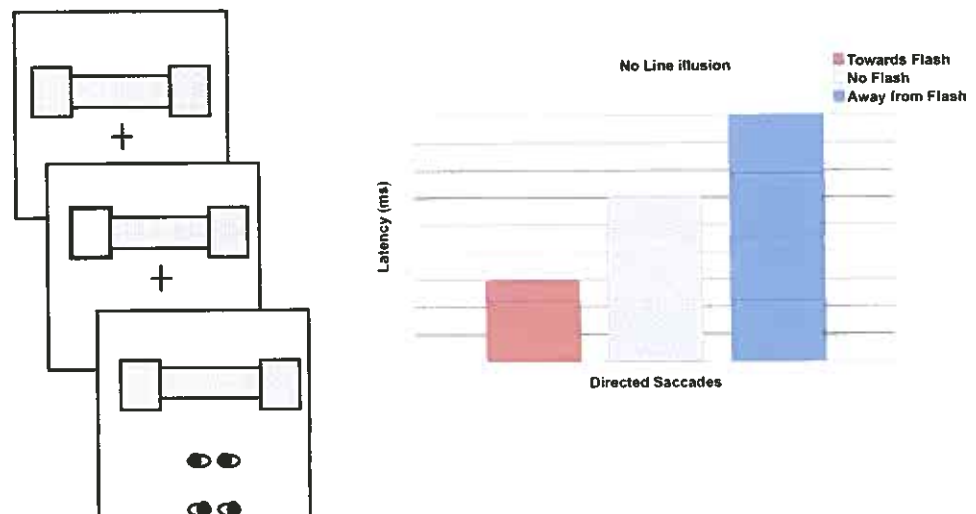 No Line illusion
Towards Flash
No Flash
Away from Flash
Latency (ms)
Directed Saccades